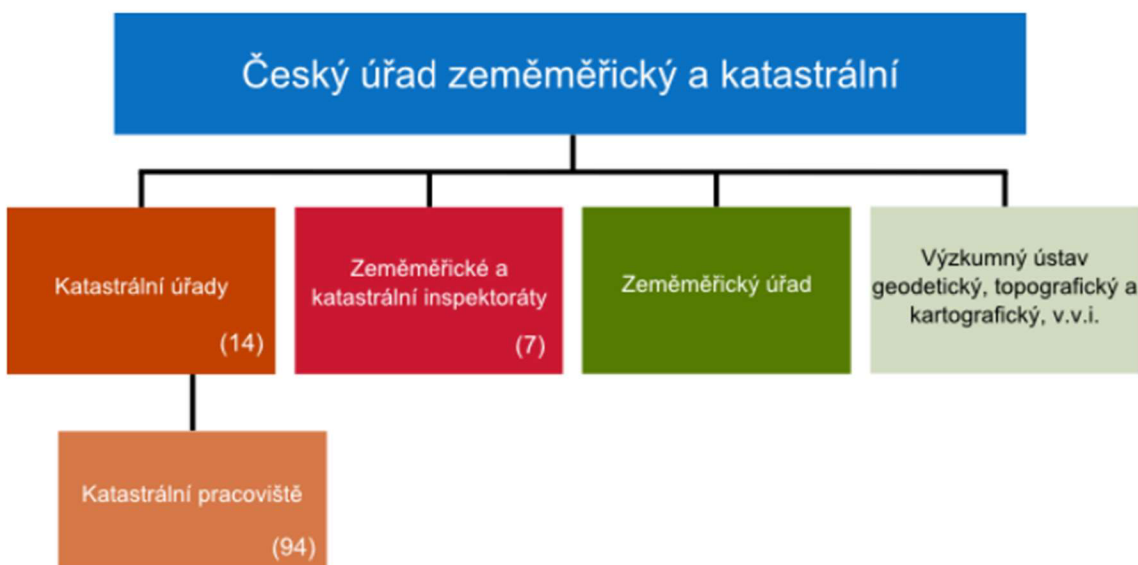 Český úřad zeměměřický a katastrální
Katastrální úřady
(14)
Zeměměřické a
katastrální inspektoráty
(7)
Zeměměřický úřad
Výzkumný ústav
geodetický, topografický a
kartografický, v.v.i.
Katastrální pracoviště
(94)